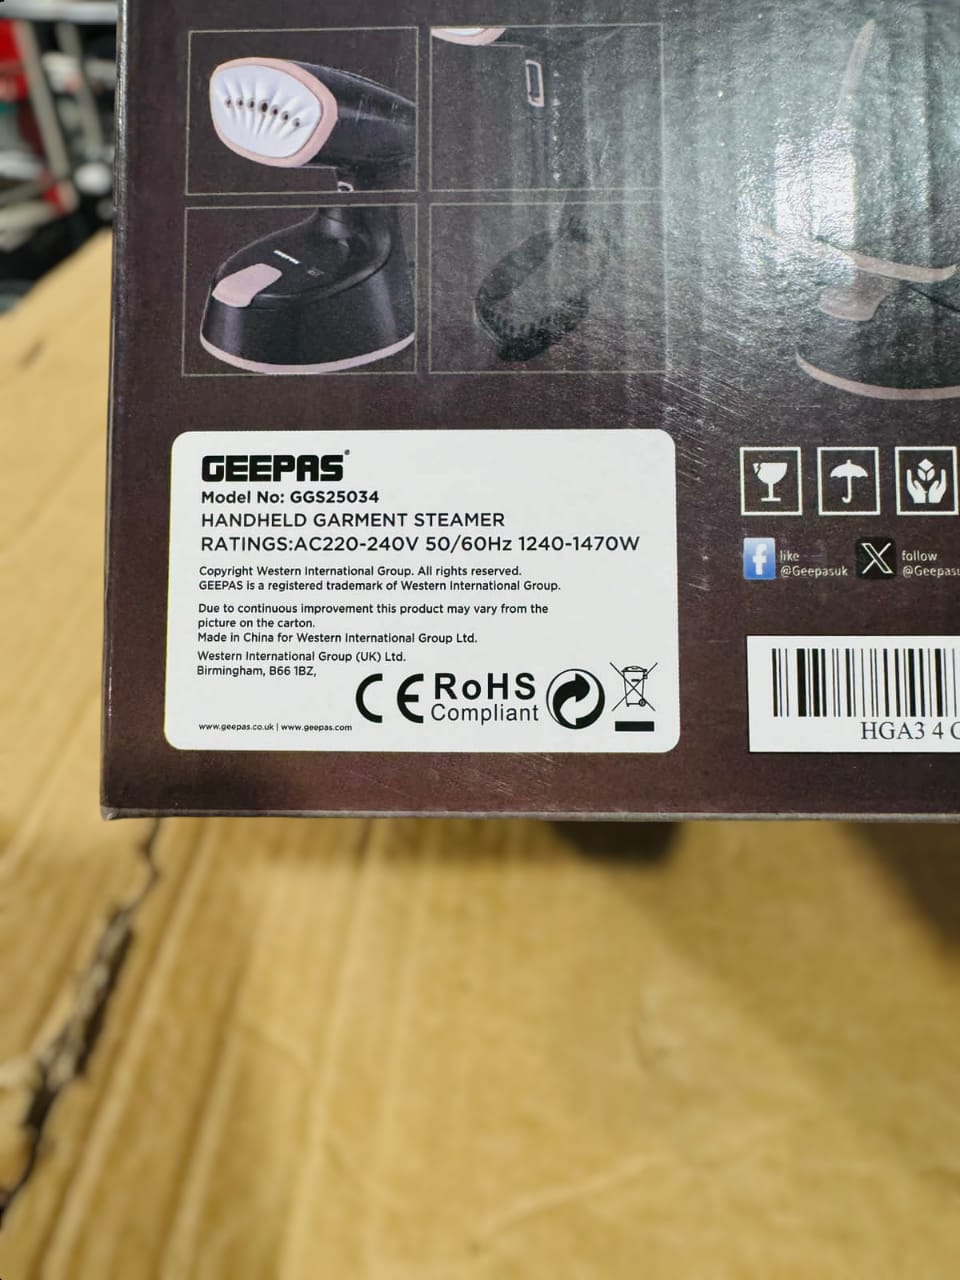 GEEPAS
GEEPAS
Model No: GGS25034
HANDHELD GARMENT STEAMER
RATINGS:AC220-240V 50/60Hz 1240-1470W
Copyright Western International Group. All rights reserved.
GEEPAS is a registered trademark of Western International Group.
Due to continuous improvement this product may vary from the
picture on the carton.
Made in China for Western International Group Ltd.
Western International Group (UK) Ltd.
Birmingham, B66 1BZ,
CE RoHS
Compliant
www.geepas.co.uk | www.geepas.com
like
@Geepasuk
follow
@Geepasu
HGA3 4